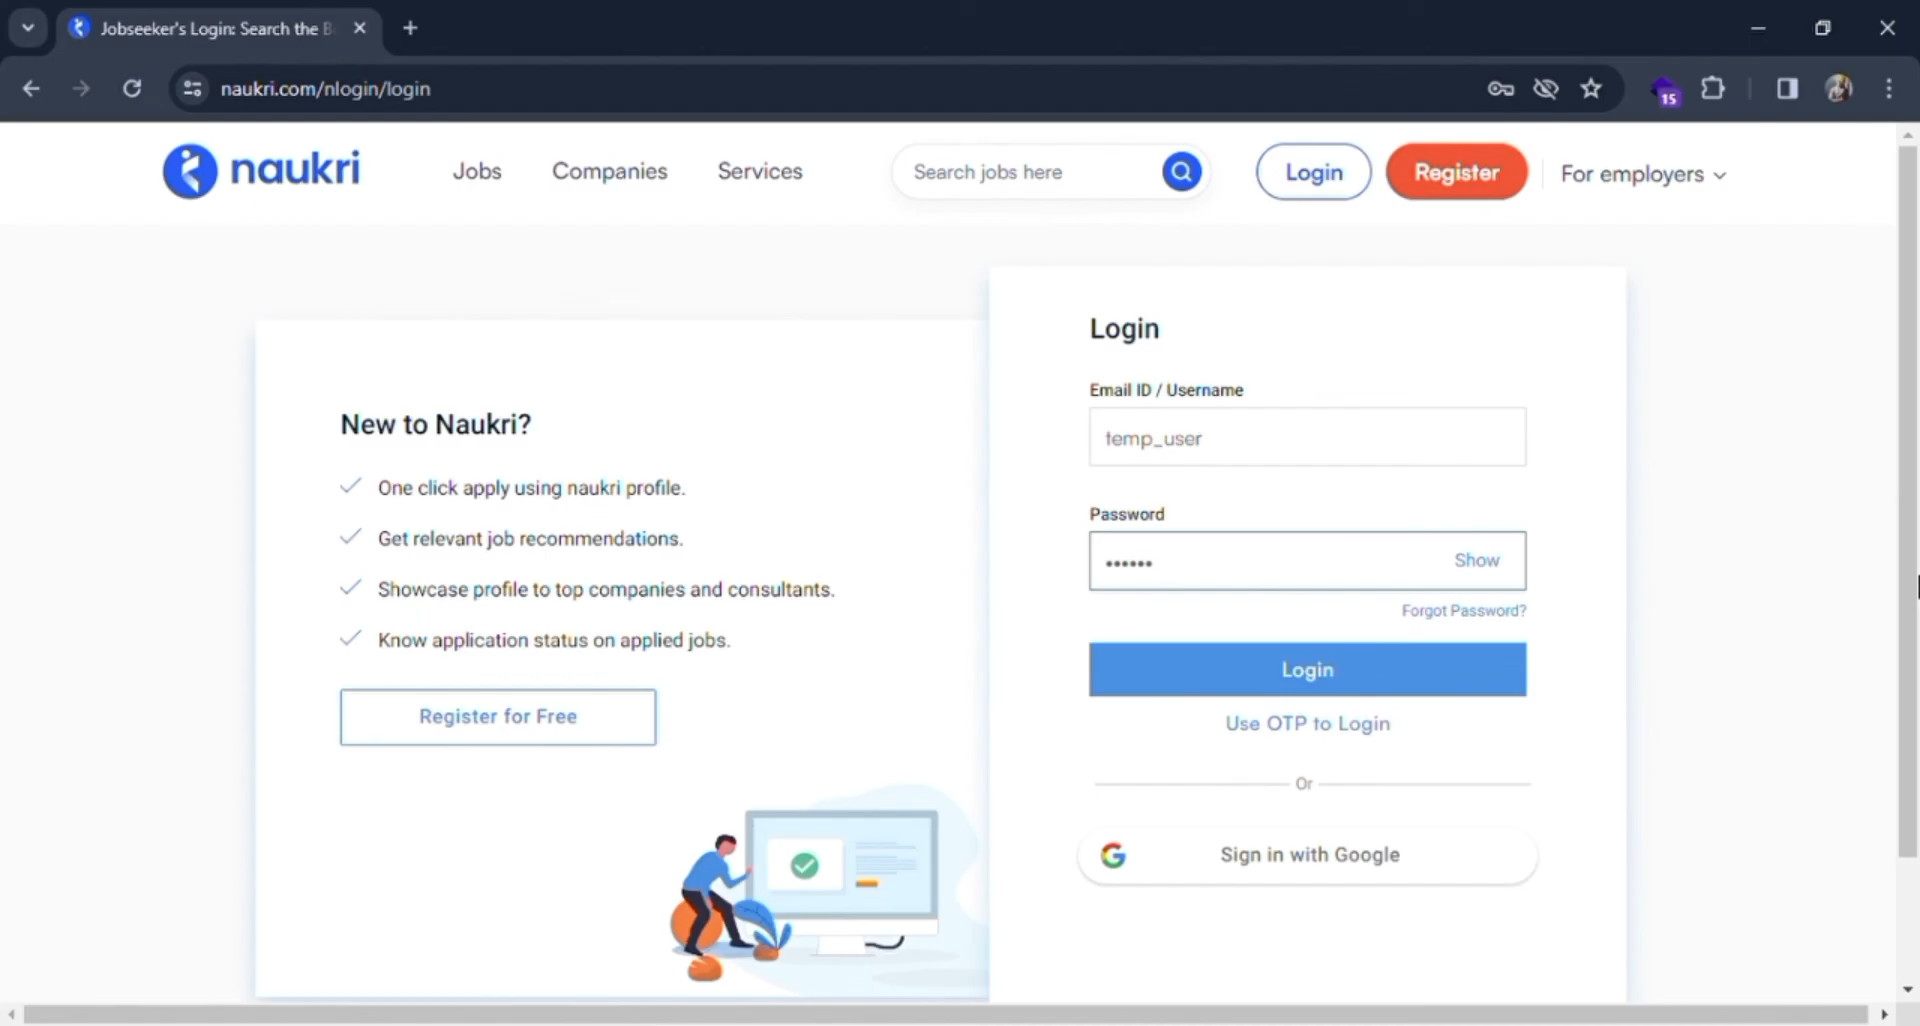 Jobseeker's Login: Search the B
naukri.com/nlogin/login
15
naukri
Jobs
Companies
Services
Search jobs here
Login
Register
For employers
New to Naukri?
One click apply using naukri profile.
Get relevant job recommendations.
Showcase profile to top companies and consultants.
Know application status on applied jobs.
Register for Free
Login
Email ID / Username
temp_user
Password
••••••
Show
Forgot Password?
Login
Use OTP to Login
Or
Sign in with Google